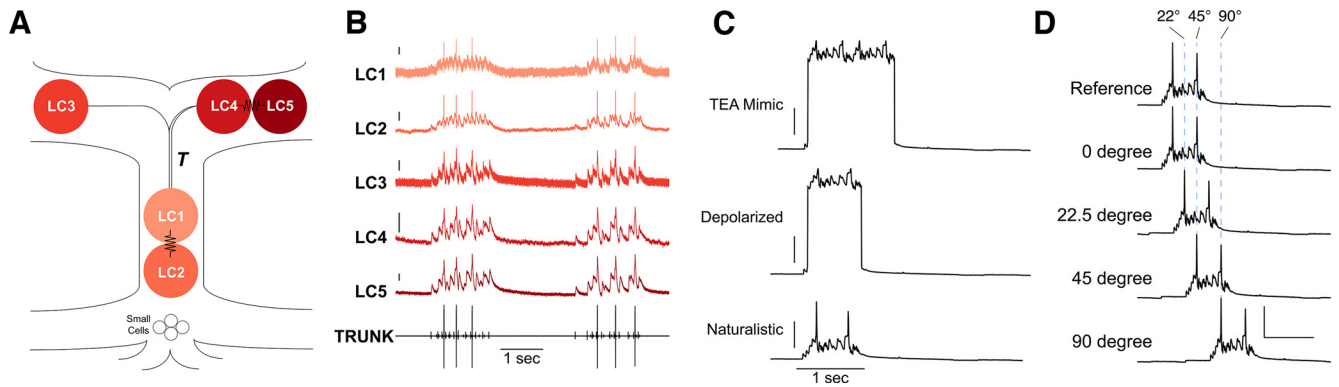 A
LC3
LC4
LC5
T
LC1
LC2
Small
Cells
B
LC1
LC2
LC3
LC4
LC5
TRUNK
1 sec
C
TEA Mimic
Depolarized
Naturalistic
1 sec
D
22° 45° 90°
Reference
0 degree
22.5 degree
45 degree
90 degree